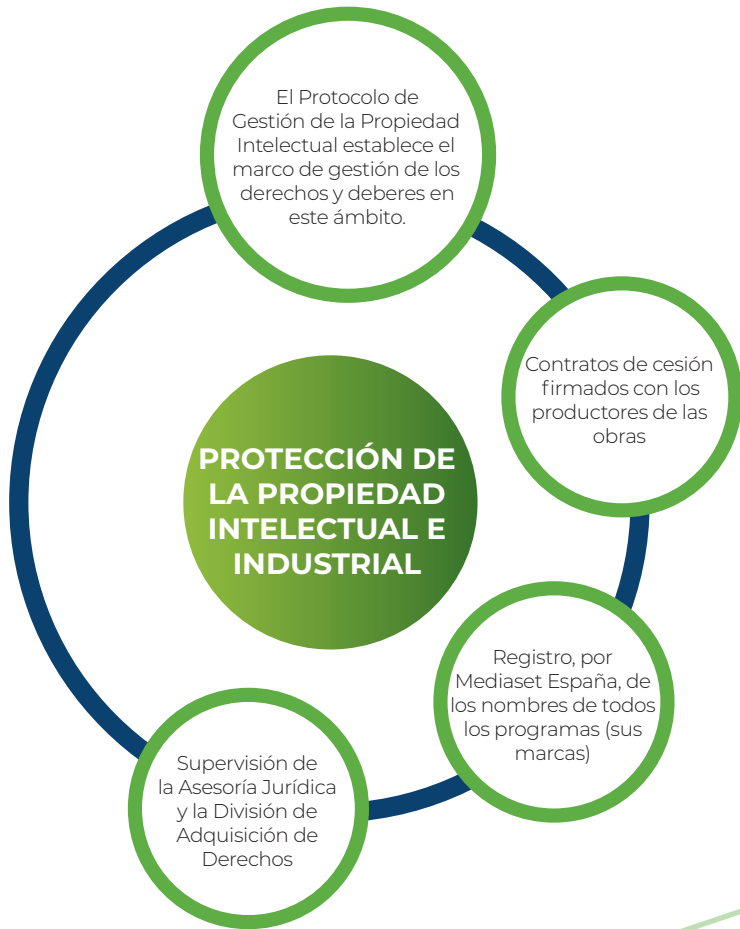 El Protocolo de
Gestión de la Propiedad
Intelectual establece el
marco de gestión de los
derechos y deberes en
este ámbito.
Contratos de cesión
firmados con los
productores de las
obras
PROTECCIÓN DE
LA PROPIEDAD
INTELECTUAL E
INDUSTRIAL
Registro, por
Mediaset España, de
los nombres de todos
los programas (sus
marcas)
Supervisión de
la Asesoría Jurídica
y la División de
Adquisición de
Derechos